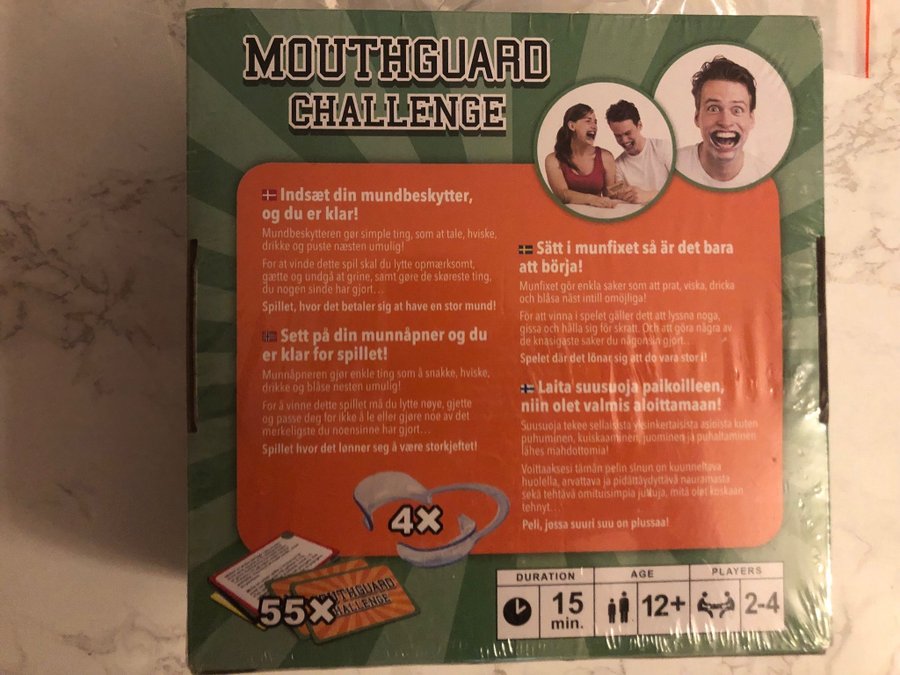 MOUTHGUARD
CHALLENGE
Indsæt din mundbeskytter,
og du er klar!
Mundbeskytteren gør simple ting, som at tale, hviske,
drikke og puste næsten umulig!
For at vinde dette spil skal du lytte opmærksomt,
gætte og undgå at grine, samt gøre de skøreste ting,
du nogen sinde har gjort...
Spillet, hvor det betaler sig at have en stor mund!
Sett på din munnåpner og du
er klar for spillet!
Munnåpneren gjør enkle ting som å snakke, hviske,
drikke og blåse nesten umulig!
For å vinne dette spillet må du lytte nøye, gjette
og passe deg for ikke å le eller gjøre noe av det
merkeligste du noensinne har gjort...
Spillet hvor det lønner seg å være storkjeftet!
Sätt i munfixet så är det bara
att börja!
Munfixet gör enkla saker som att prat, viska, dricka
och blåsa näst intill omöjliga!
För att vinna i spelet gäller dett att lyssna noga,
gissa och hålla sig för skratt. Och att göra några av
de knasigaste saker du någonsin gjort..
Spelet där det lönar sig att do vara stor i!
Laita suusuoja paikoilleen,
niin olet valmis aloittamaan!
Suusuoja tekee sellaisista yksinkertaisista asioista kuten
puhuminen, kuiskaaminen, juominen ja puhaltaminen
lähes mahdottomia!
Voittaaksesi tämän pelin sinun on kuunneltava
huolella, arvattava ja pidättäydyttävä nauramasta
sekä tehtävä omituisimpia juttuja, mitä olet koskaan
tehnyt...
Peli, jossa suuri suu on plussaa!
4X
55X
MOUTHGUARD
CHALLENGE
DURATION
15
min.
AGE
12+
PLAYERS
2-4